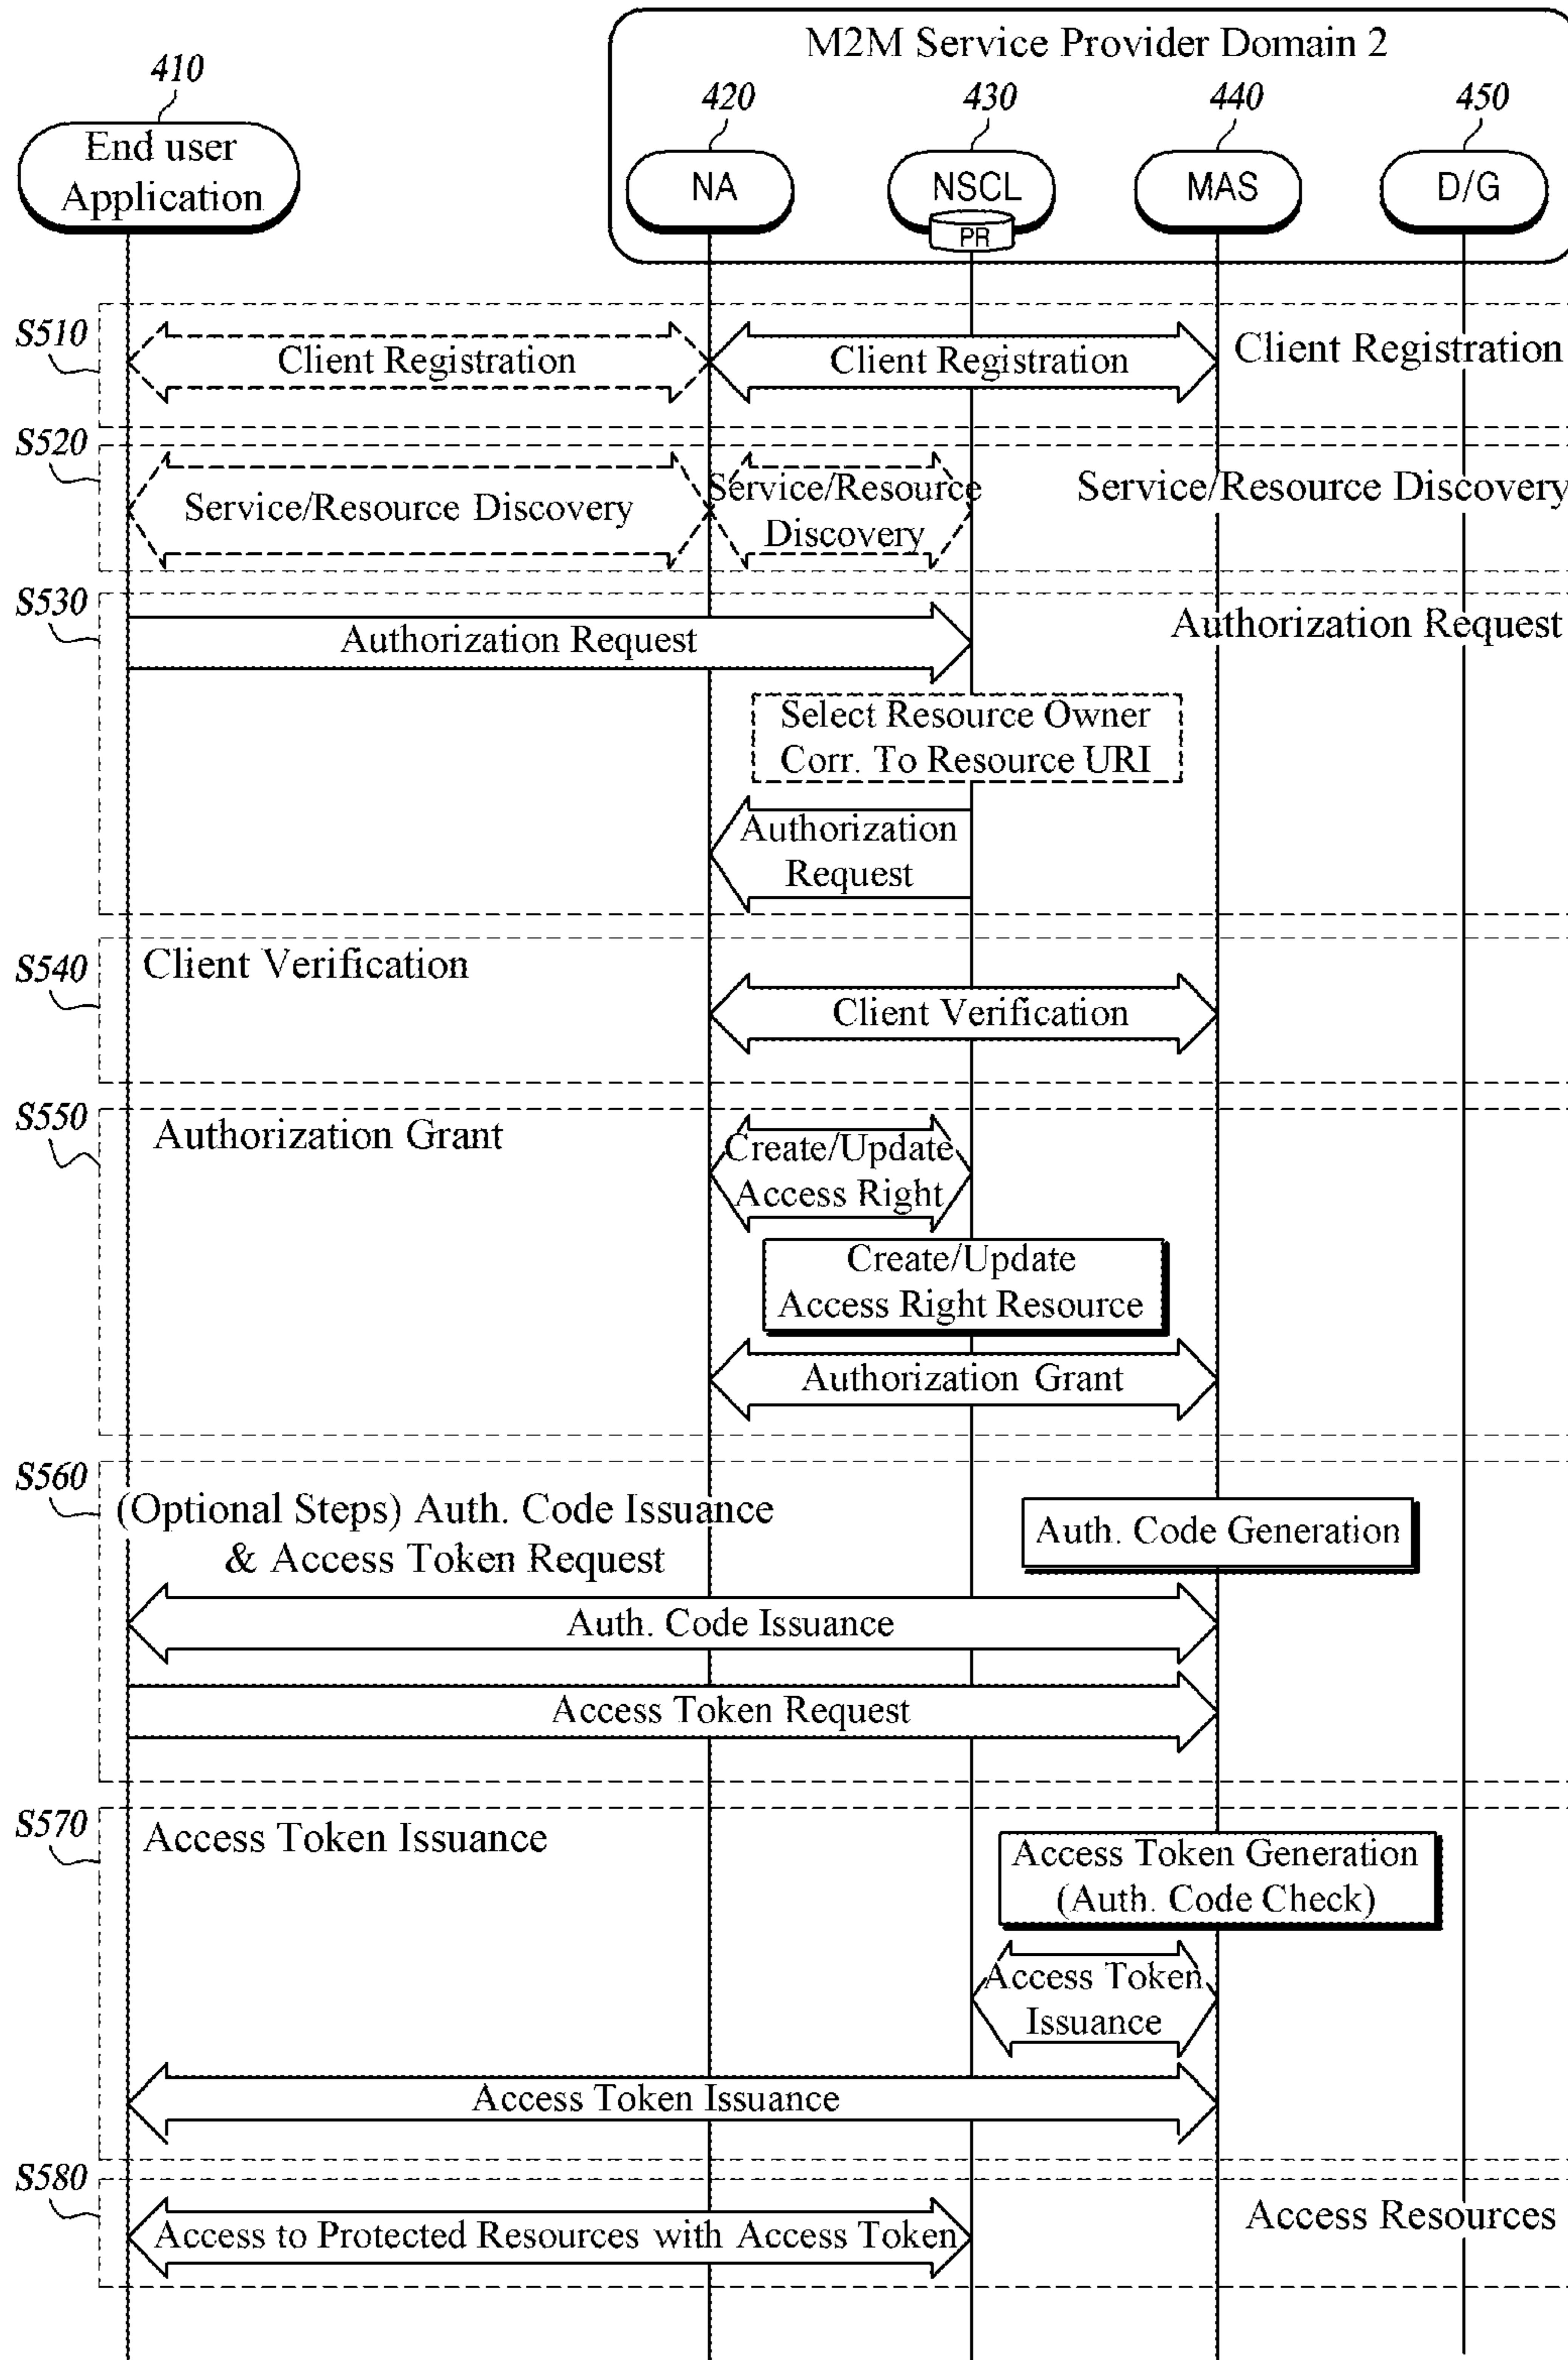 M2M Service Provider Domain 2
410
420
430
440
450
End user
Application
NA
NSCL
MAS
D/G
PR
S510
Client Registration
Client Registration
Client Registration
S520
Service/Resource Discovery
Service/Resource
Discovery
Service/Resource Discovery
S530
Authorization Request
Authorization Request
Select Resource Owner
Corr. To Resource URI
Authorization
Request
S540
Client Verification
Client Verification
S550
Authorization Grant
Create/Update
Access Right
Create/Update
Access Right Resource
Authorization Grant
S560
(Optional Steps) Auth. Code Issuance
& Access Token Request
Auth. Code Generation
Auth. Code Issuance
Access Token Request
S570
Access Token Issuance
Access Token Generation
(Auth. Code Check)
Access Token
Issuance
Access Token Issuance
S580
Access to Protected Resources with Access Token
Access Resources